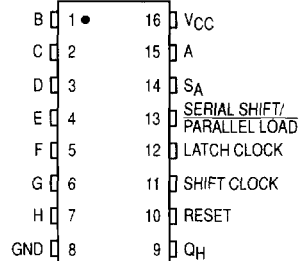 B 1 16 VCC
C 2 15 A
D 3 14 SA
E 4 13 SERIAL SHIFT/
PARALLEL LOAD
F 5 12 LATCH CLOCK
G 6 11 SHIFT CLOCK
H 7 10 RESET
GND 8 9 QH